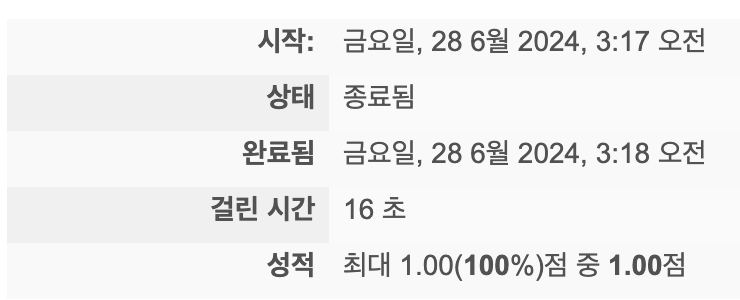 시작: 금요일, 28 6월 2024, 3:17 오전
상태 종료됨
완료됨 금요일, 28 6월 2024, 3:18 오전
걸린 시간 16 초
성적 최대 1.00(100%)점 중 1.00점